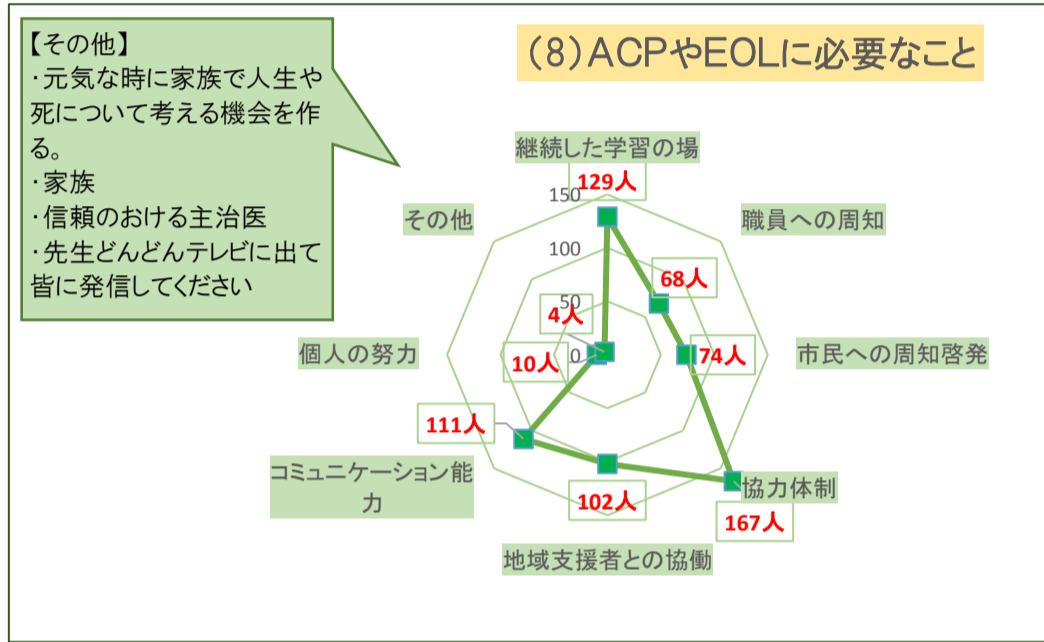 【その他】
・元気な時に家族で人生や
死について考える機会を作
る。
・家族
・信頼のおける主治医
・先生どんどんテレビに出て
皆に発信してください
（8）ACPやEOLに必要なこと
継続した学習の場
129人
150
その他
職員への周知
100
68人
50
4人
個人の努力
0
74人
市民への周知啓発
10人
111人
コミュニケーション能
力
協力体制
102人
167人
地域支援者との協働